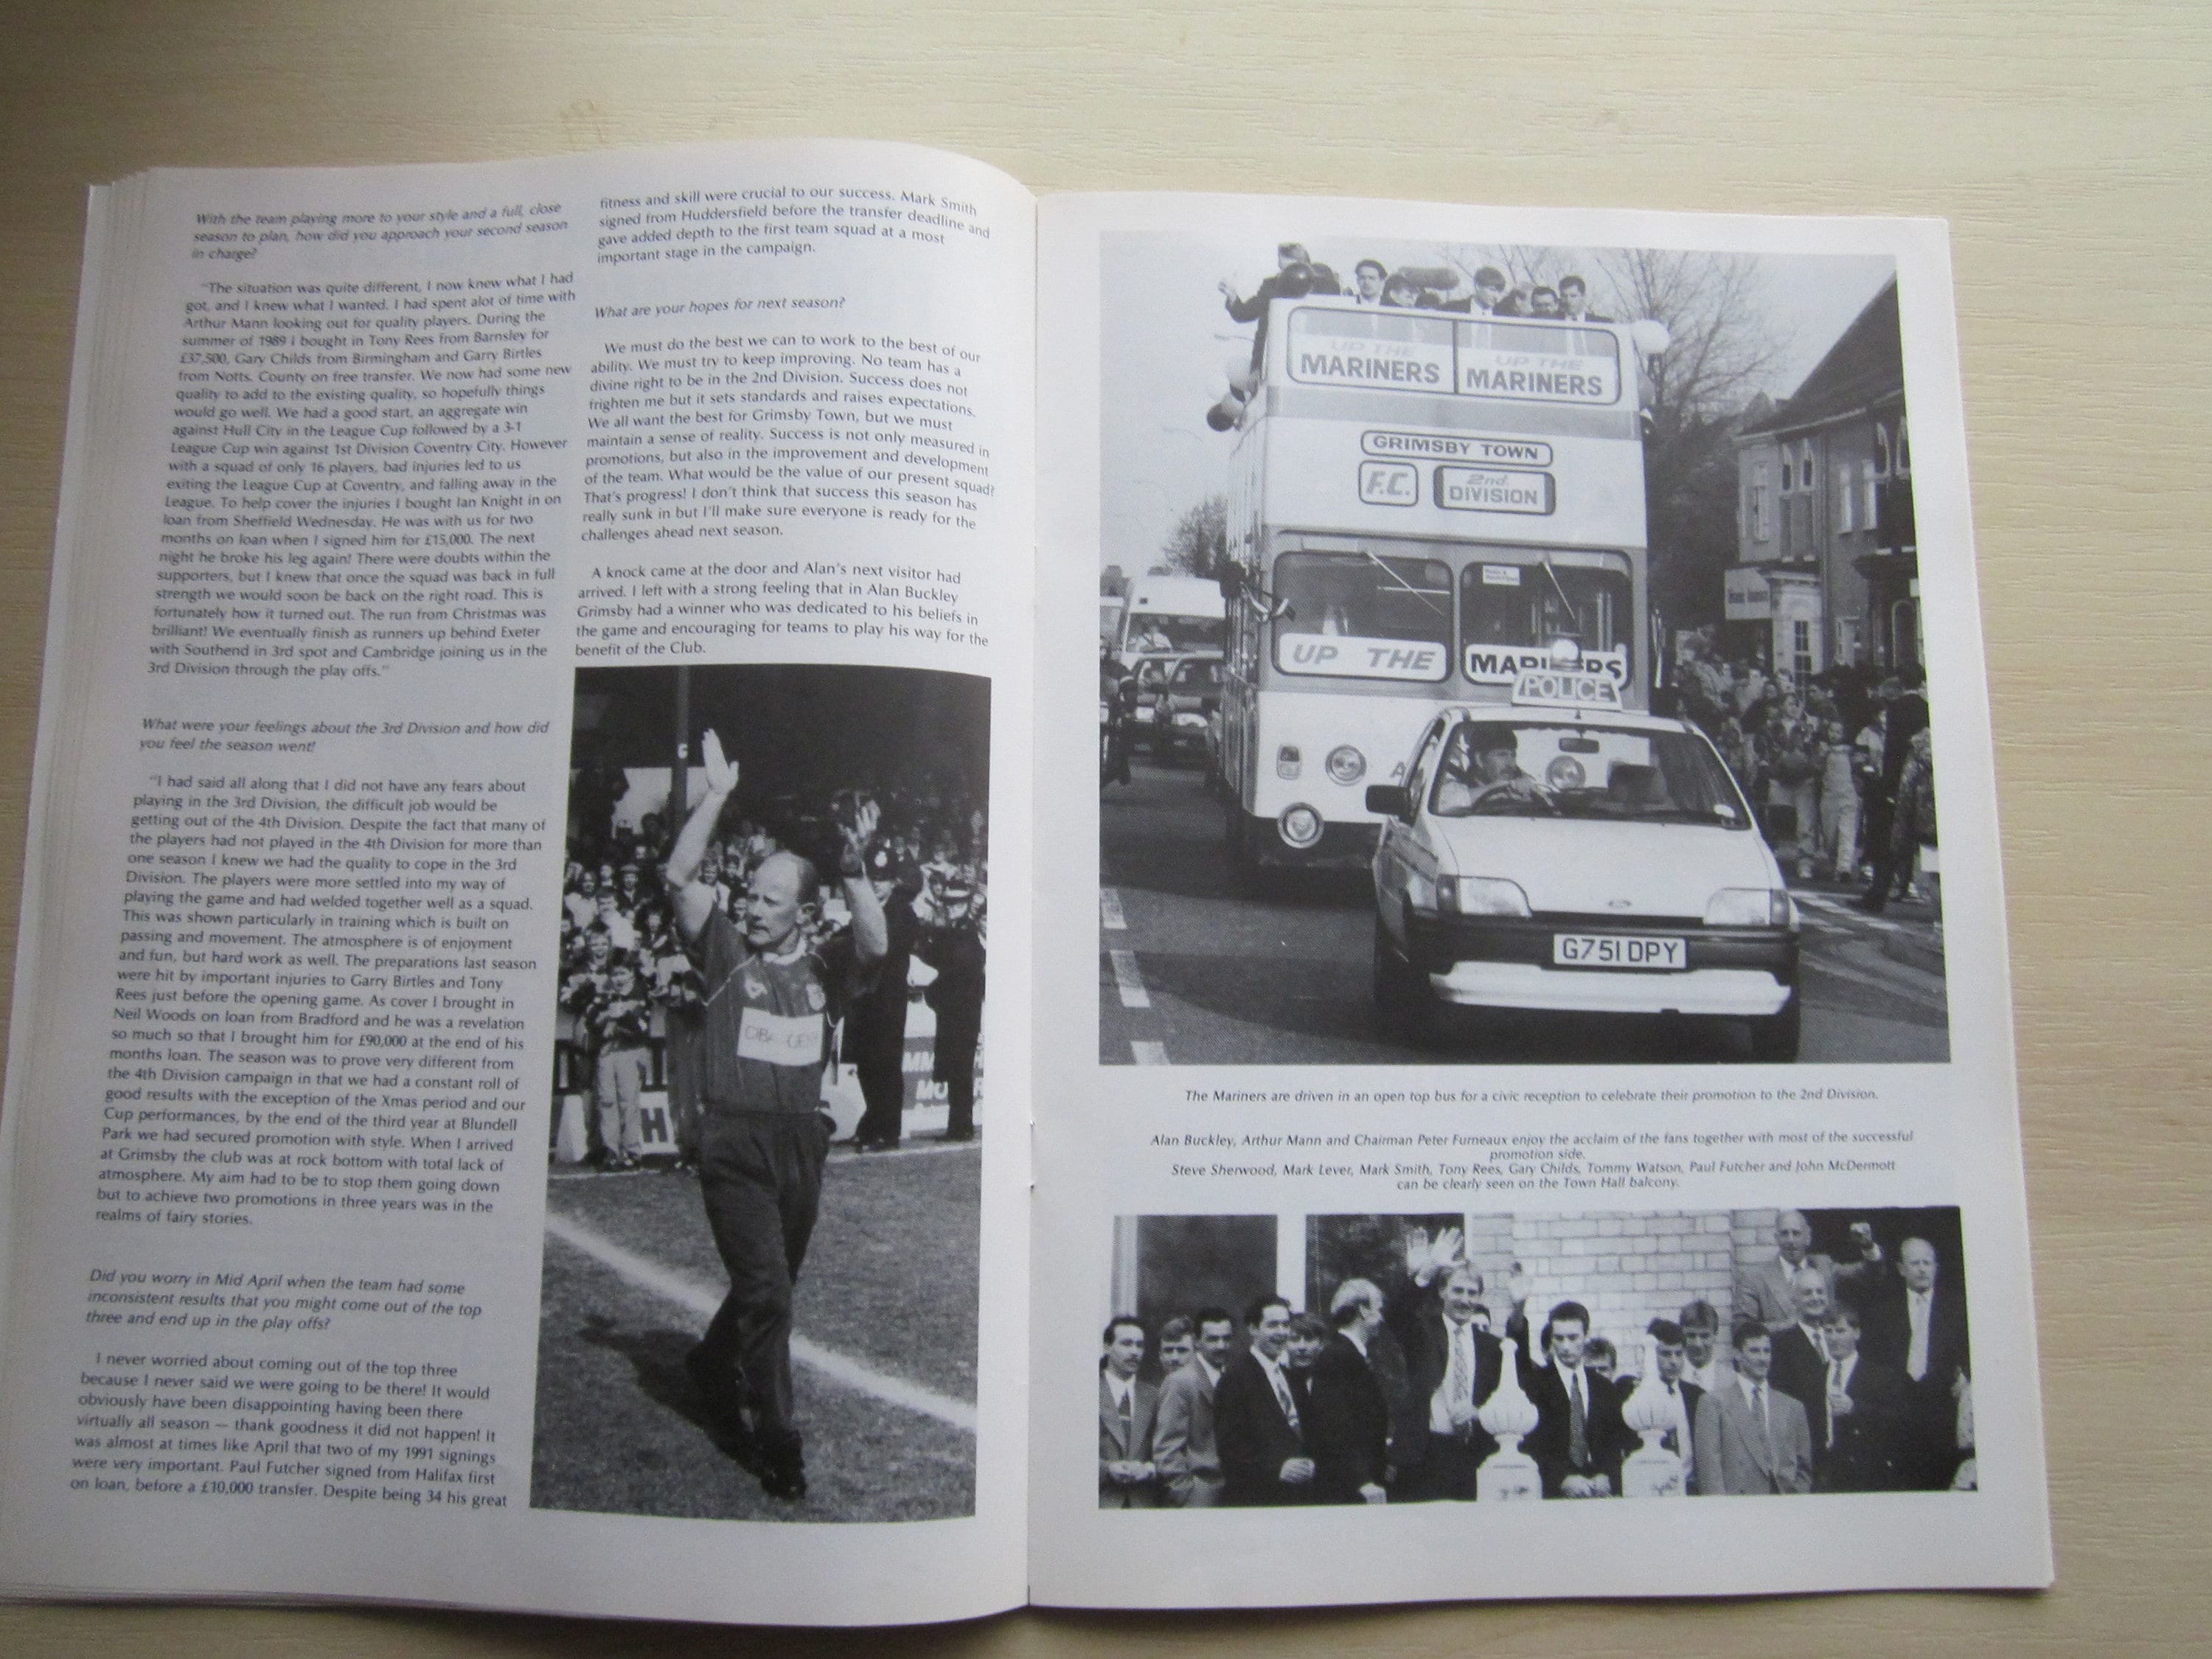 With the team playing more to your style and a full, close
season to plan, how did you approach your second season
in charge?
"The situation was quite different, I now knew what I had
got, and I knew what I wanted. I had spent alot of time with
Arthur Mann looking out for quality players. During the
summer of 1989 I bought in Tony Rees from Barnsley for
£37,500, Gary Childs from Birmingham and Garry Birtles
from Notts. County on free transfer. We now had some new
quality to add to the existing quality, so hopefully things
would go well. We had a good start, an aggregate win
against Hull City in the League Cup followed by a 3-1
League Cup win against 1st Division Coventry City. However
with a squad of only 16 players, bad injuries led to us
exiting the League Cup at Coventry, and falling away in the
League. To help cover the injuries I bought Ian Knight in on
loan from Sheffield Wednesday. He was with us for two
months on loan when I signed him for £15,000. The next
night he broke his leg again! There were doubts within the
supporters, but I knew that once the squad was back in full
strength we would soon be back on the right road. This is
fortunately how it turned out. The run from Christmas was
brilliant! We eventually finish as runners up behind Exeter
with Southend in 3rd spot and Cambridge joining us in the
3rd Division through the play offs."
What were your feelings about the 3rd Division and how did
you feel the season went!
"I had said all along that I did not have any fears about
playing in the 3rd Division, the difficult job would be
getting out of the 4th Division. Despite the fact that many of
the players had not played in the 4th Division for more than
one season I knew we had the quality to cope in the 3rd
Division. The players were more settled into my way of
playing the game and had welded together well as a squad.
This was shown particularly in training which is built on
passing and movement. The atmosphere is of enjoyment
and fun, but hard work as well. The preparations last season
were hit by important injuries to Garry Birtles and Tony
Rees just before the opening game. As cover I brought in
Neil Woods on loan from Bradford and he was a revelation
so much so that I brought him for £90,000 at the end of his
months loan. The season was to prove very different from
the 4th Division campaign in that we had a constant roll of
good results with the exception of the Xmas period and our
Cup performances, by the end of the third year at Blundell
Park we had secured promotion with style. When I arrived
at Grimsby the club was at rock bottom with total lack of
atmosphere. My aim had to be to stop them going down
but to achieve two promotions in three years was in the
realms of fairy stories.
Did you worry in Mid April when the team had some
inconsistent results that you might come out of the top
three and end up in the play offs?
I never worried about coming out of the top three
because I never said we were going to be there! It would
obviously have been disappointing having been there
virtually all season — thank goodness it did not happen! It
was almost at times like April that two of my 1991 signings
were very important. Paul Futcher signed from Halifax first
on loan, before a £10,000 transfer. Despite being 34 his great
fitness and skill were crucial to our success. Mark Smith
signed from Huddersfield before the transfer deadline and
gave added depth to the first team squad at a most
important stage in the campaign.
What are your hopes for next season?
We must do the best we can to work to the best of our
ability. We must try to keep improving. No team has a
divine right to be in the 2nd Division. Success does not
frighten me but it sets standards and raises expectations.
We all want the best for Grimsby Town, but we must
maintain a sense of reality. Success is not only measured in
promotions, but also in the improvement and development
of the team. What would be the value of our present squad?
That's progress! I don't think that success this season has
really sunk in but I'll make sure everyone is ready for the
challenges ahead next season.
A knock came at the door and Alan's next visitor had
arrived. I left with a strong feeling that in Alan Buckley
Grimsby had a winner who was dedicated to his beliefs in
the game and encouraging for teams to play his way for the
benefit of the Club.
UP THE UP THE
MARINERS MARINERS
GRIMSBY TOWN
F.C. 2nd. DIVISION
UP THE MARINERS
POLICE
G751 DPY
The Mariners are driven in an open top bus for a civic reception to celebrate their promotion to the 2nd Division.
Alan Buckley, Arthur Mann and Chairman Peter Furneaux enjoy the acclaim of the fans together with most of the successful
promotion side.
Steve Sherwood, Mark Lever, Mark Smith, Tony Rees, Gary Childs, Tommy Watson, Paul Futcher and John McDermott
can be clearly seen on the Town Hall balcony.